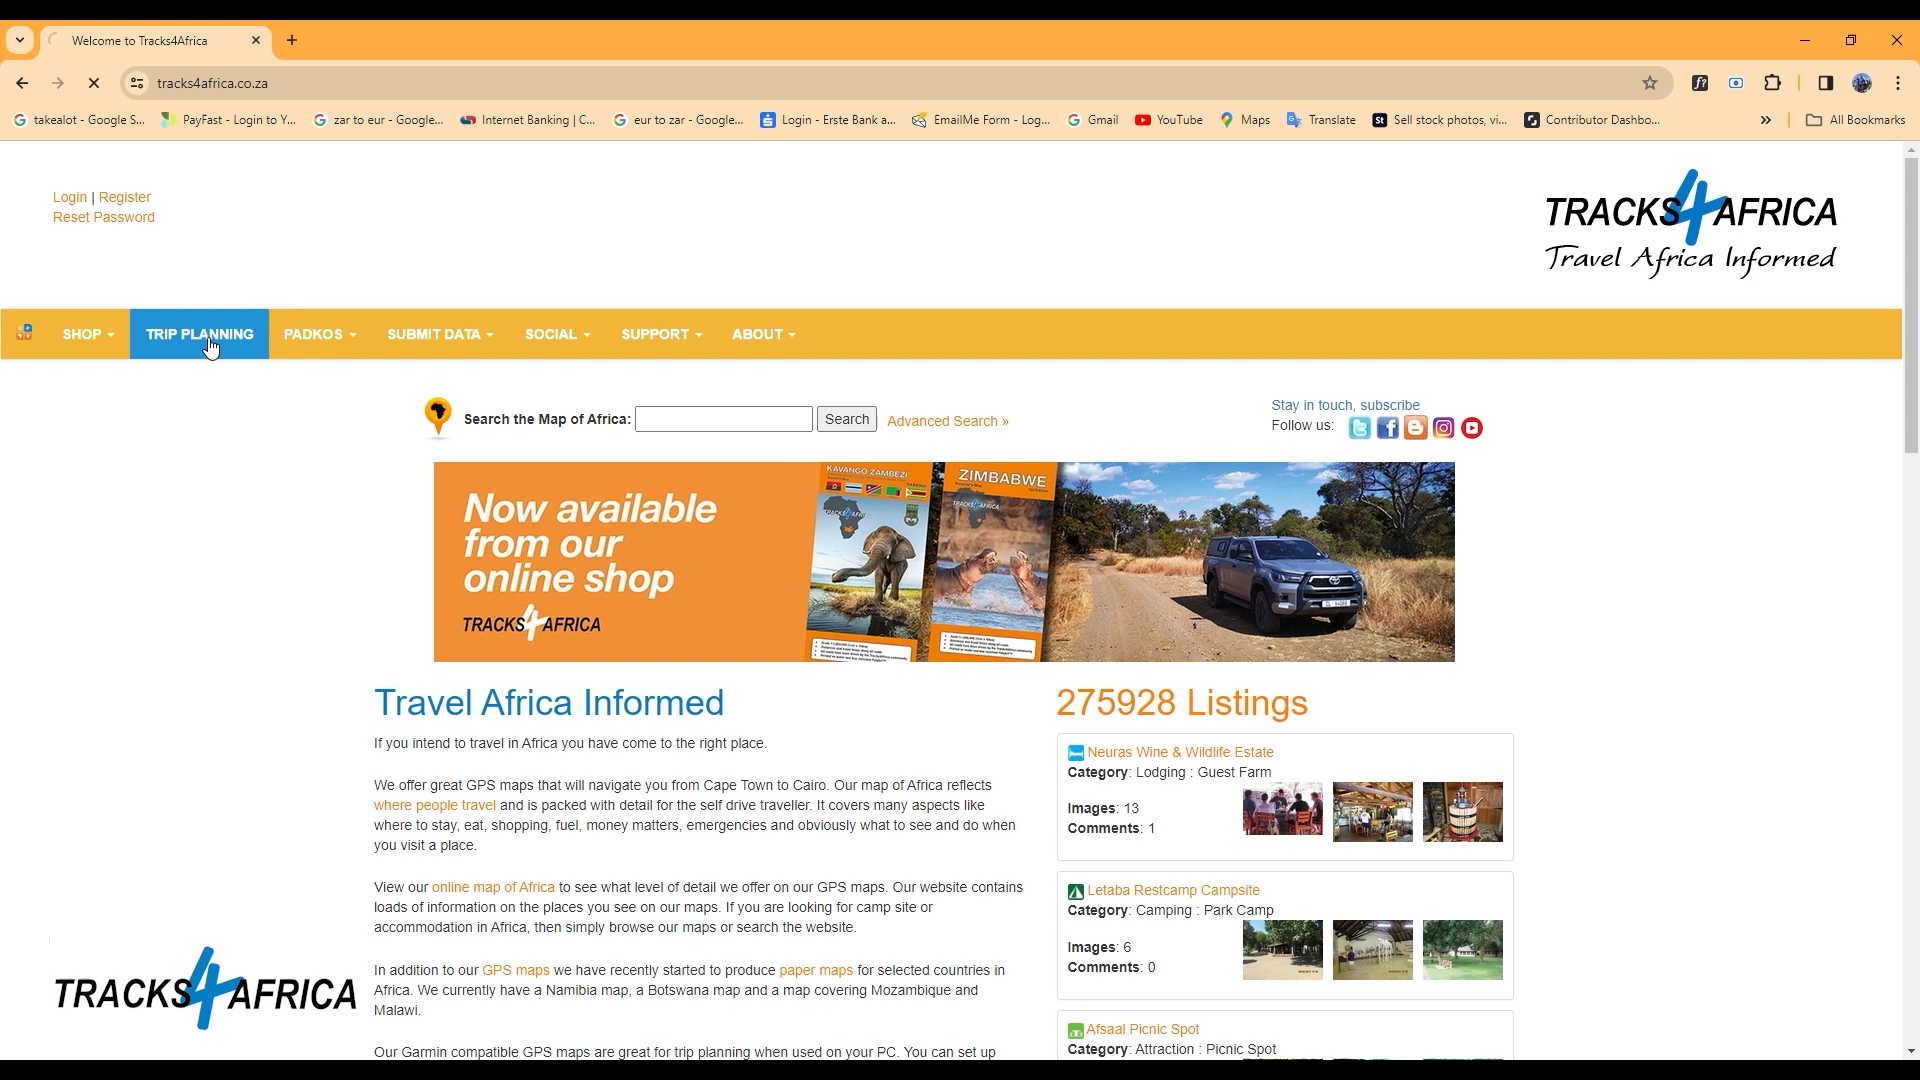 Welcome to Tracks4Africa
tracks4africa.co.za
takealot - Google S...
PayFast - Login to Y...
zar to eur - Google...
Internet Banking | C...
eur to zar - Google...
Login - Erste Bank a...
EmailMe Form - Log...
Gmail
YouTube
Maps
Translate
Sell stock photos, vi...
Contributor Dashbo...
All Bookmarks
Login | Register
Reset Password
TRACKS4AFRICA
Travel Africa Informed
SHOP
TRIP PLANNING
PADKOS
SUBMIT DATA
SOCIAL
SUPPORT
ABOUT
Search the Map of Africa:
Search
Advanced Search »
Stay in touch, subscribe
Follow us:
Now available
from our
online shop
TRACKS4AFRICA
KAVANGO ZAMBEZI
ZIMBABWE
Travel Africa Informed
If you intend to travel in Africa you have come to the right place.
We offer great GPS maps that will navigate you from Cape Town to Cairo. Our map of Africa reflects
where people travel and is packed with detail for the self drive traveller. It covers many aspects like
where to stay, eat, shopping, fuel, money matters, emergencies and obviously what to see and do when
you visit a place.
View our online map of Africa to see what level of detail we offer on our GPS maps. Our website contains
loads of information on the places you see on our maps. If you are looking for camp site or
accommodation in Africa, then simply browse our maps or search the website.
In addition to our GPS maps we have recently started to produce paper maps for selected countries in
Africa. We currently have a Namibia map, a Botswana map and a map covering Mozambique and
Malawi.
Our Garmin compatible GPS maps are great for trip planning when used on your PC. You can set up
275928 Listings
Neuras Wine & Wildlife Estate
Category: Lodging : Guest Farm
Images: 13
Comments: 1
Letaba Restcamp Campsite
Category: Camping : Park Camp
Images: 6
Comments: 0
Afsaal Picnic Spot
Category: Attraction : Picnic Spot
TRACKS4AFRICA